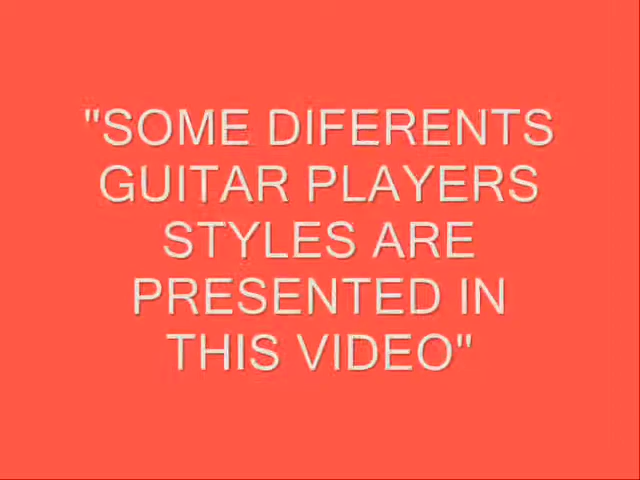 "SOME DIFERENTS
GUITAR PLAYERS
STYLES ARE
PRESENTED IN
THIS VIDEO"